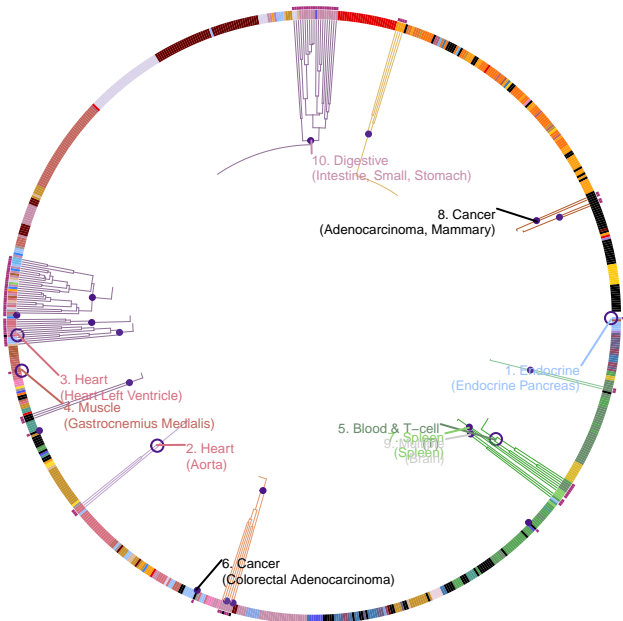 10. Digestive
(Intestine, Small, Stomach)
8. Cancer
(Adenocarcinoma, Mammary)
1. Endocrine
(Endocrine Pancreas)
3. Heart
(Heart Left Ventricle)
4. Muscle
(Gastrocnemius Medlalis)
5. Blood & T−cell
Spleen
(Spleen)
(Brain)
2. Heart
(Aorta)
6. Cancer
(Colorectal Adenocarcinoma)